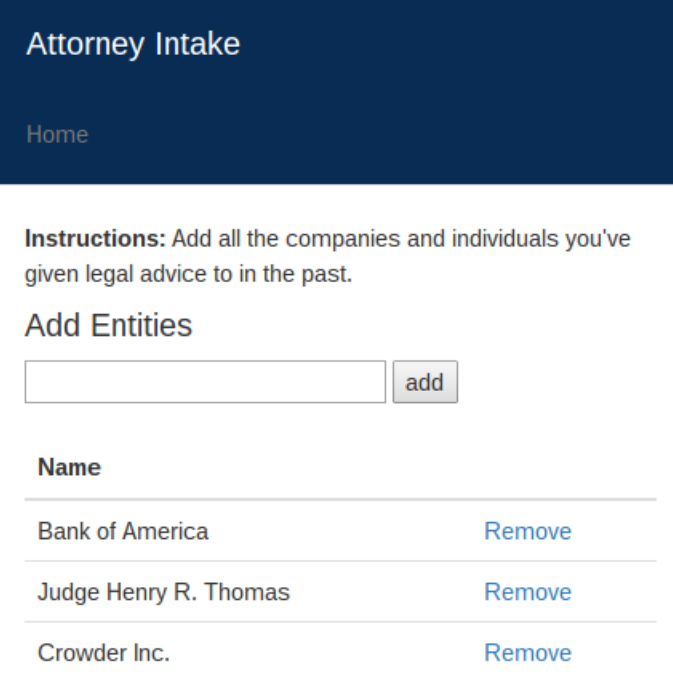 Attorney Intake
Home
Instructions: Add all the companies and individuals you've
given legal advice to in the past.
Add Entities
add
Name
Bank of America Remove
Judge Henry R. Thomas Remove
Crowder Inc. Remove